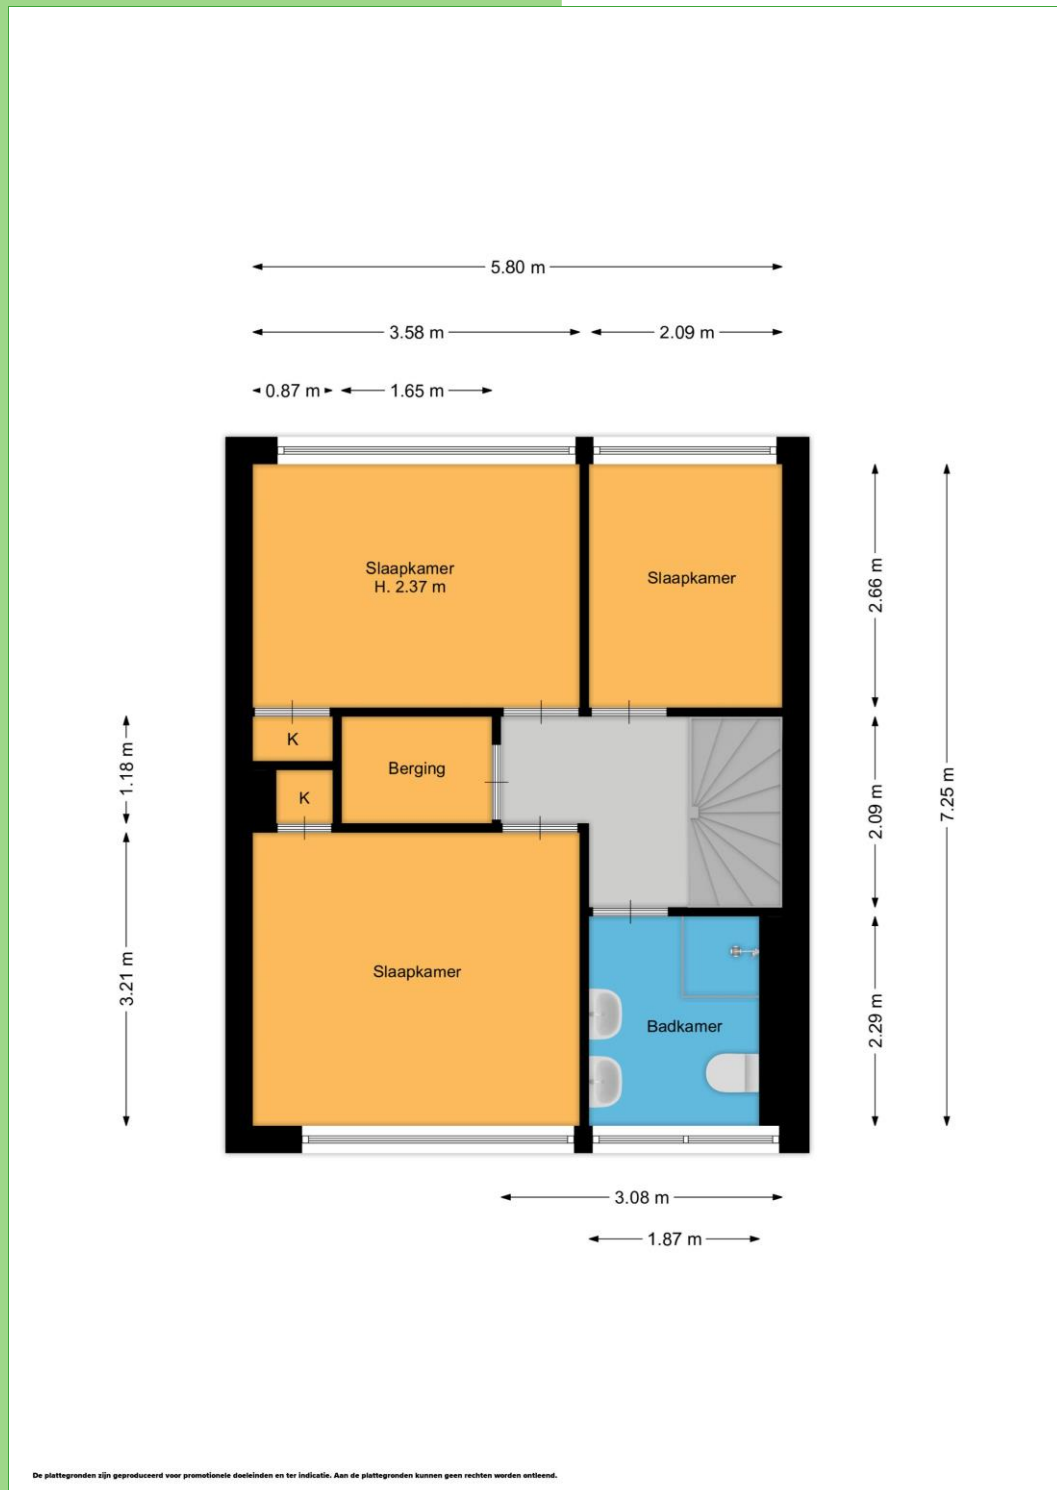 5.80 m
3.58 m
2.09 m
0.87 m
1.65 m
Slaapkamer
H. 2.37 m
Slaapkamer
2.66 m
K
Berging
K
1.18 m
2.09 m
7.25 m
Slaapkamer
3.21 m
Badkamer
2.29 m
3.08 m
1.87 m
De plattegronden zijn geproduceerd voor promotionele doeleinden en ter indicatie. Aan de plattegronden kunnen geen rechten worden ontleend.